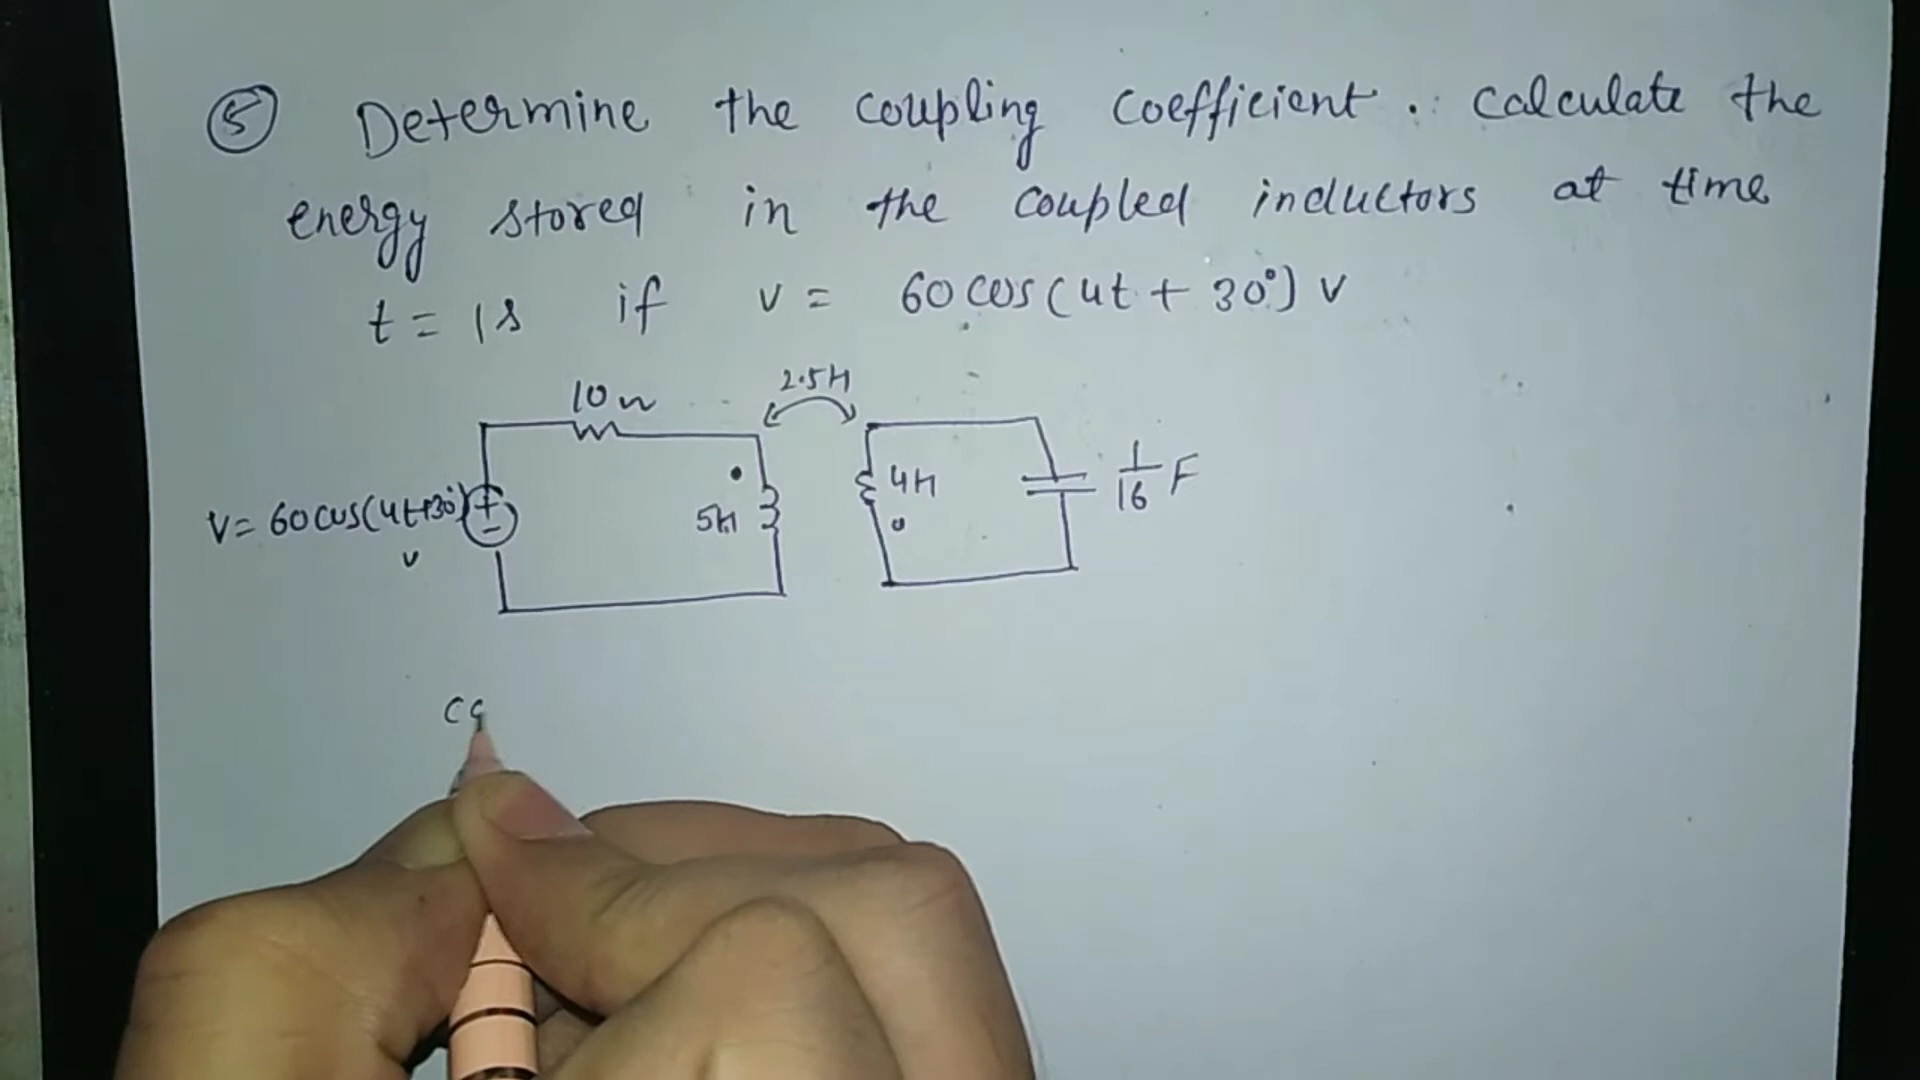 ⑤ Determine the coupling coefficient. calculate the
energy stored in the coupled inductors at time
t = 1s if v = 60 cos(4t + 30°) v
10 Ω
2.5H
V = 60 cos(4t+30°)
v
+
-
5H
4H
1/16 F
co